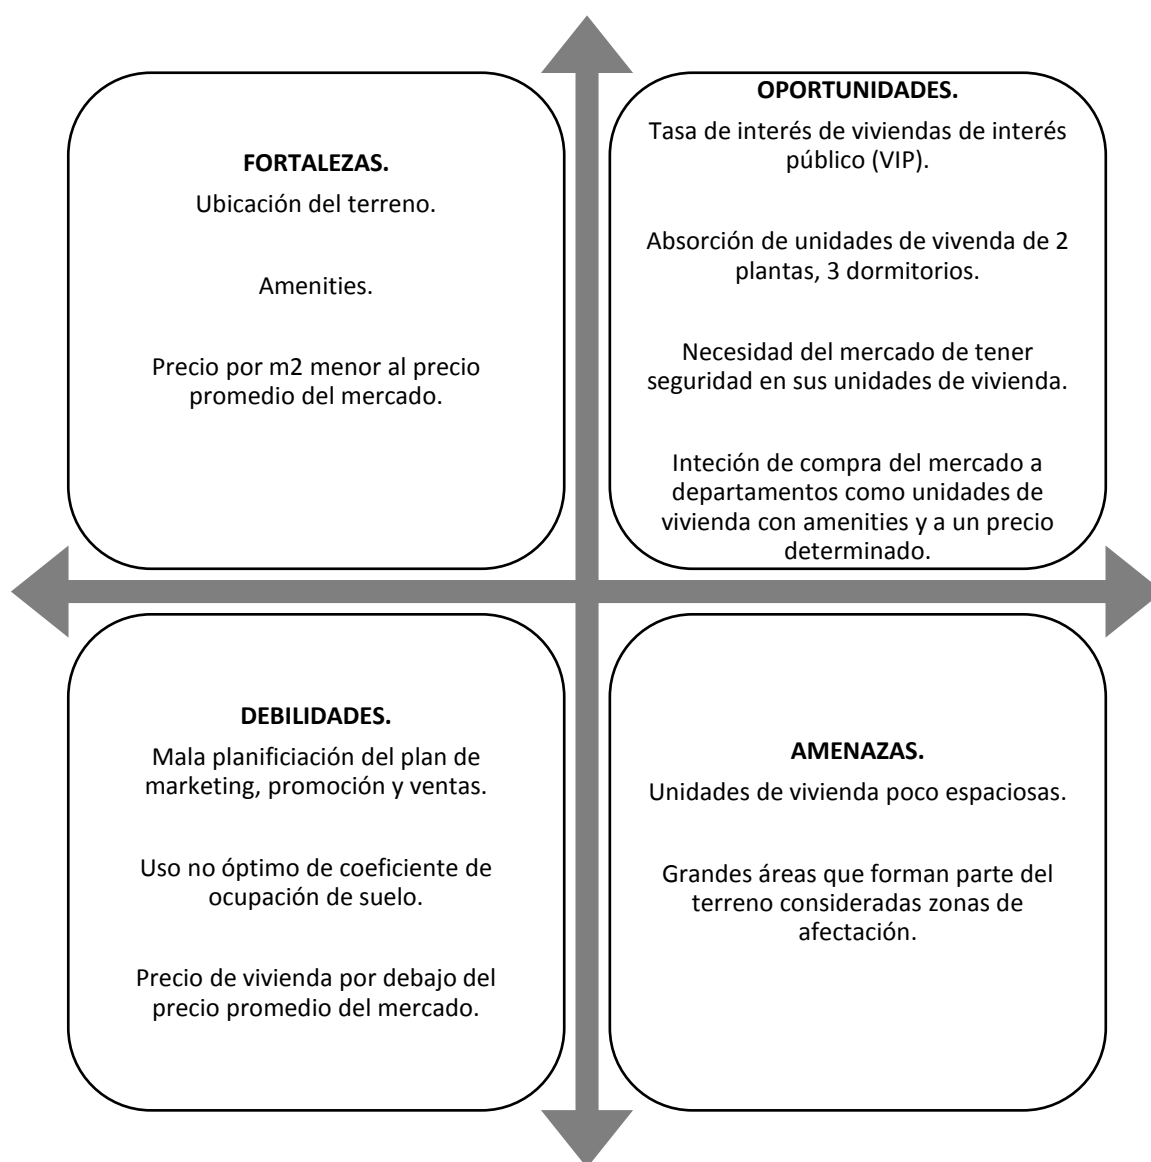 FORTALEZAS.
Ubicación del terreno.
Amenities.
Precio por m2 menor al precio
promedio del mercado.
OPORTUNIDADES.
Tasa de interés de viviendas de interés
público (VIP).
Absorción de unidades de vivenda de 2
plantas, 3 dormitorios.
Necesidad del mercado de tener
seguridad en sus unidades de vivienda.
Inteción de compra del mercado a
departamentos como unidades de
vivienda con amenities y a un precio
determinado.
DEBILIDADES.
Mala planificiación del plan de
marketing, promoción y ventas.
Uso no óptimo de coeficiente de
ocupación de suelo.
Precio de vivienda por debajo del
precio promedio del mercado.
AMENAZAS.
Unidades de vivienda poco espaciosas.
Grandes áreas que forman parte del
terreno consideradas zonas de
afectación.